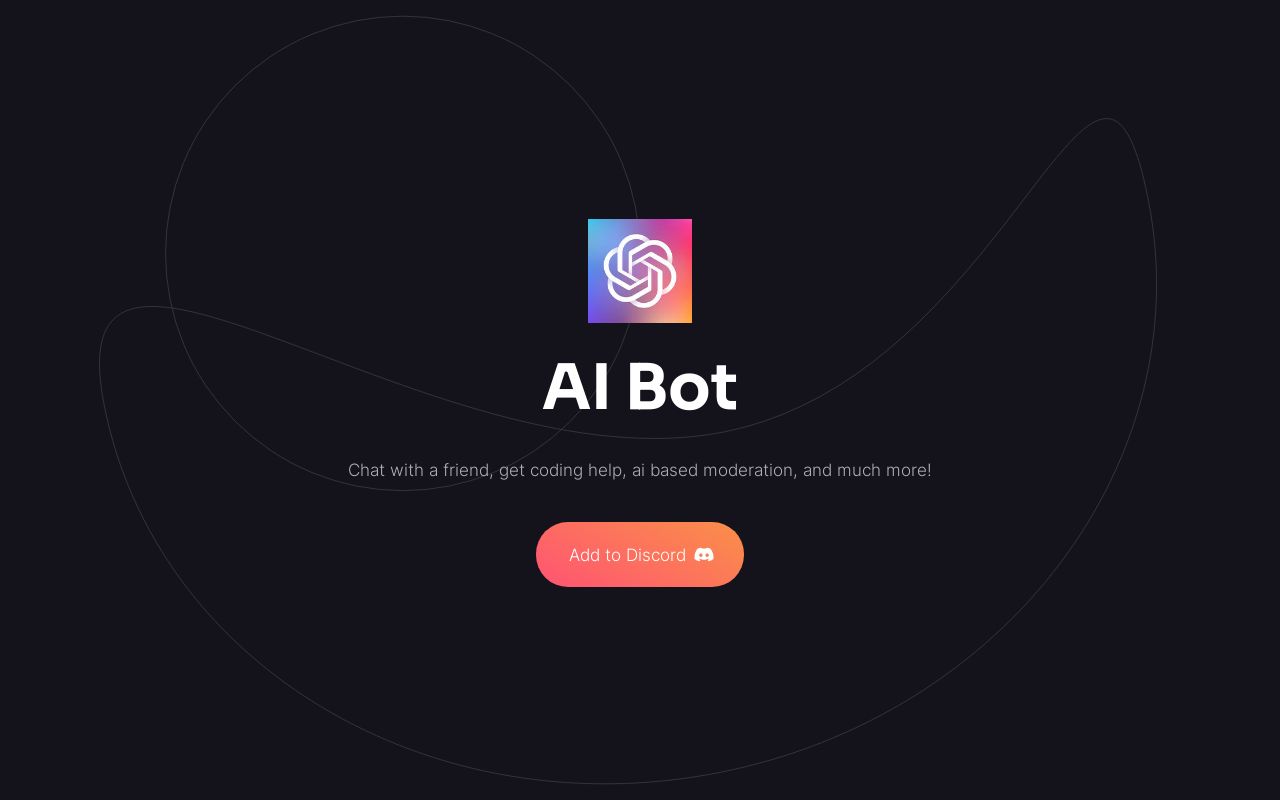 AI Bot
Chat with a friend, get coding help, ai based moderation, and much more!
Add to Discord